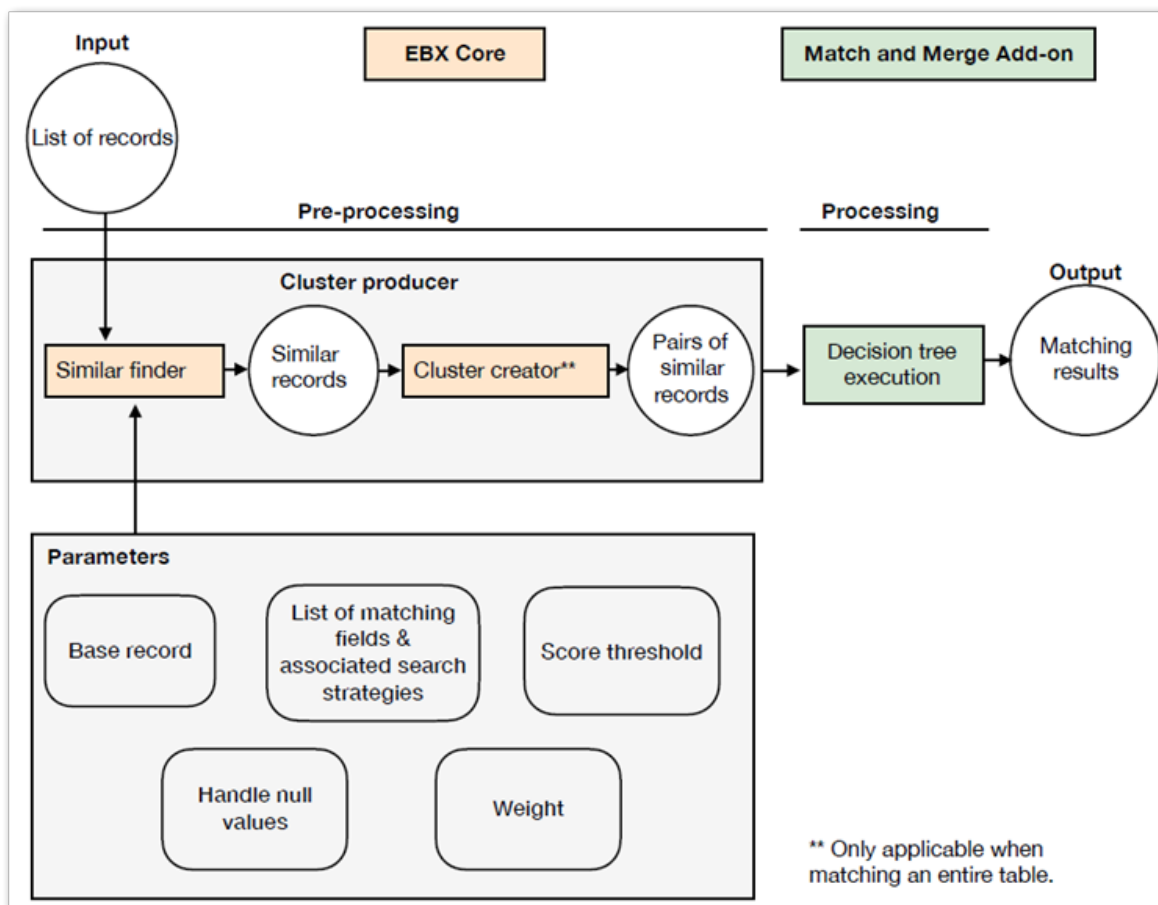 Input
EBX Core
Match and Merge Add-on
List of records
Pre-processing
Processing
Cluster producer
Output
Similar finder
Similar
records
Cluster creator**
Pairs of
similar
records
Decision tree
execution
Matching
results
Parameters
Base record
List of matching
fields &
associated search
strategies
Score threshold
Handle null
values
Weight
** Only applicable when
matching an entire table.